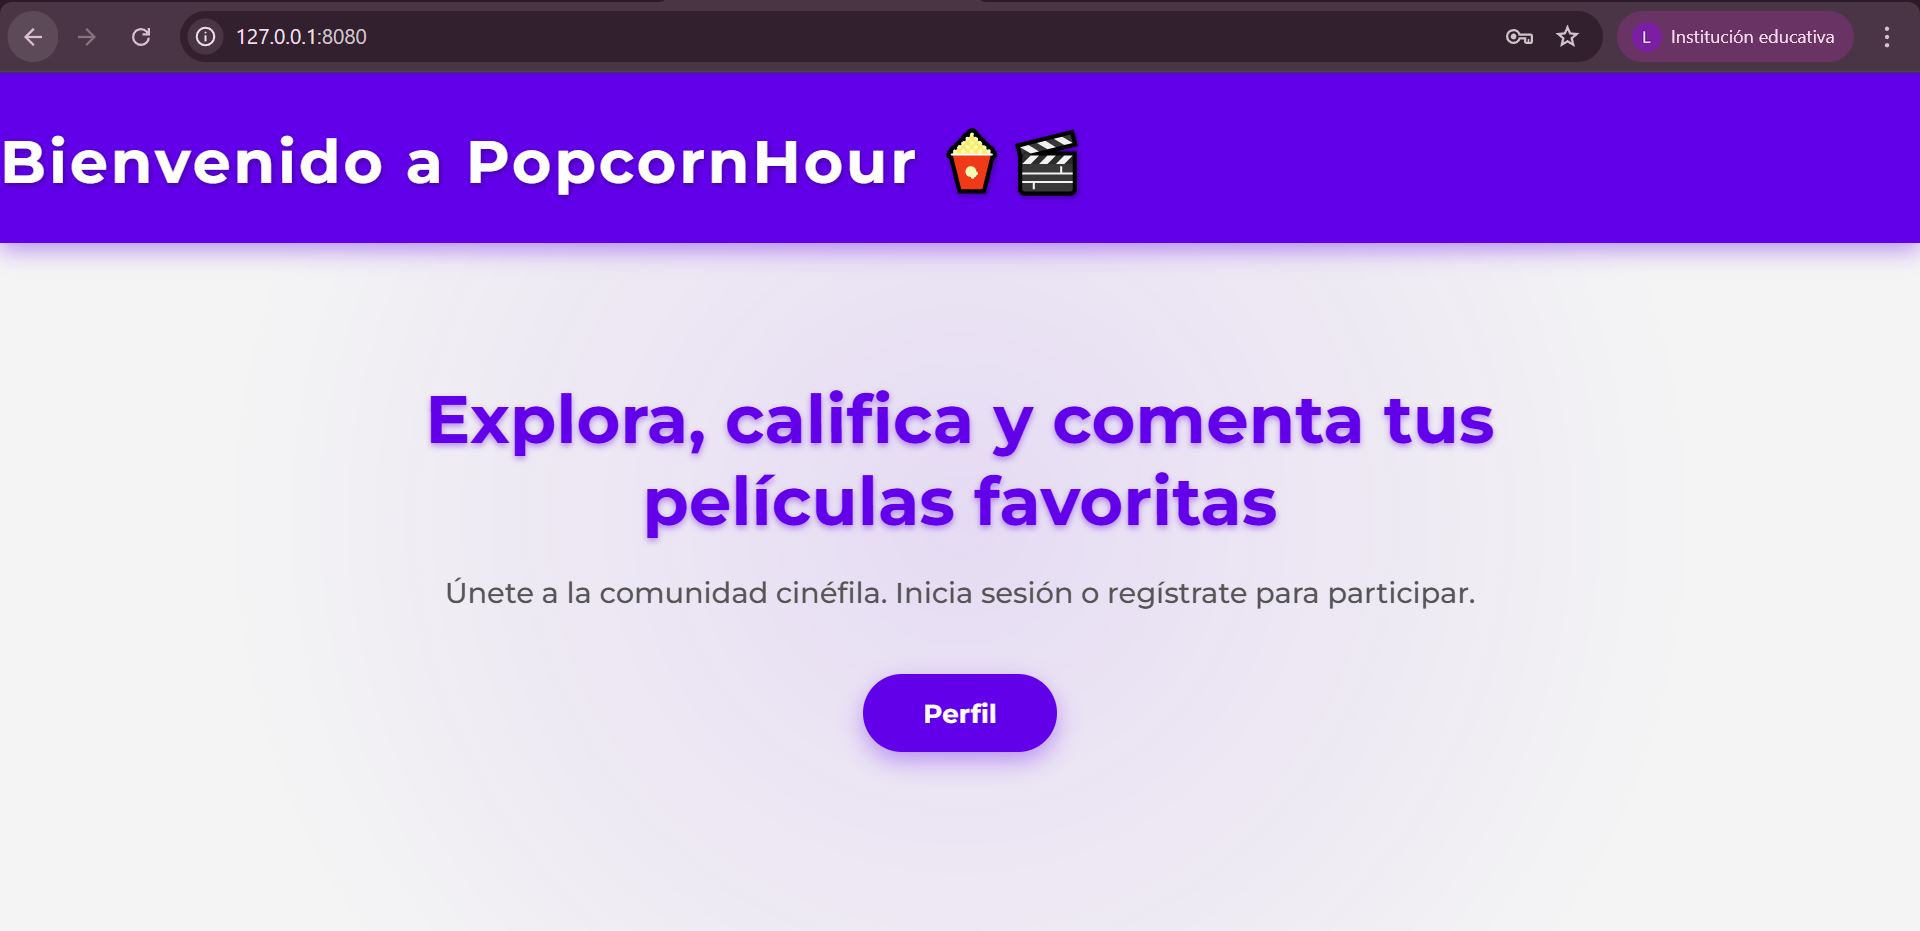 127.0.0.1:8080
L Institución educativa
Bienvenido a PopcornHour 🍿🎬
Explora, califica y comenta tus
películas favoritas
Únete a la comunidad cinéfila. Inicia sesión o regístrate para participar.
Perfil